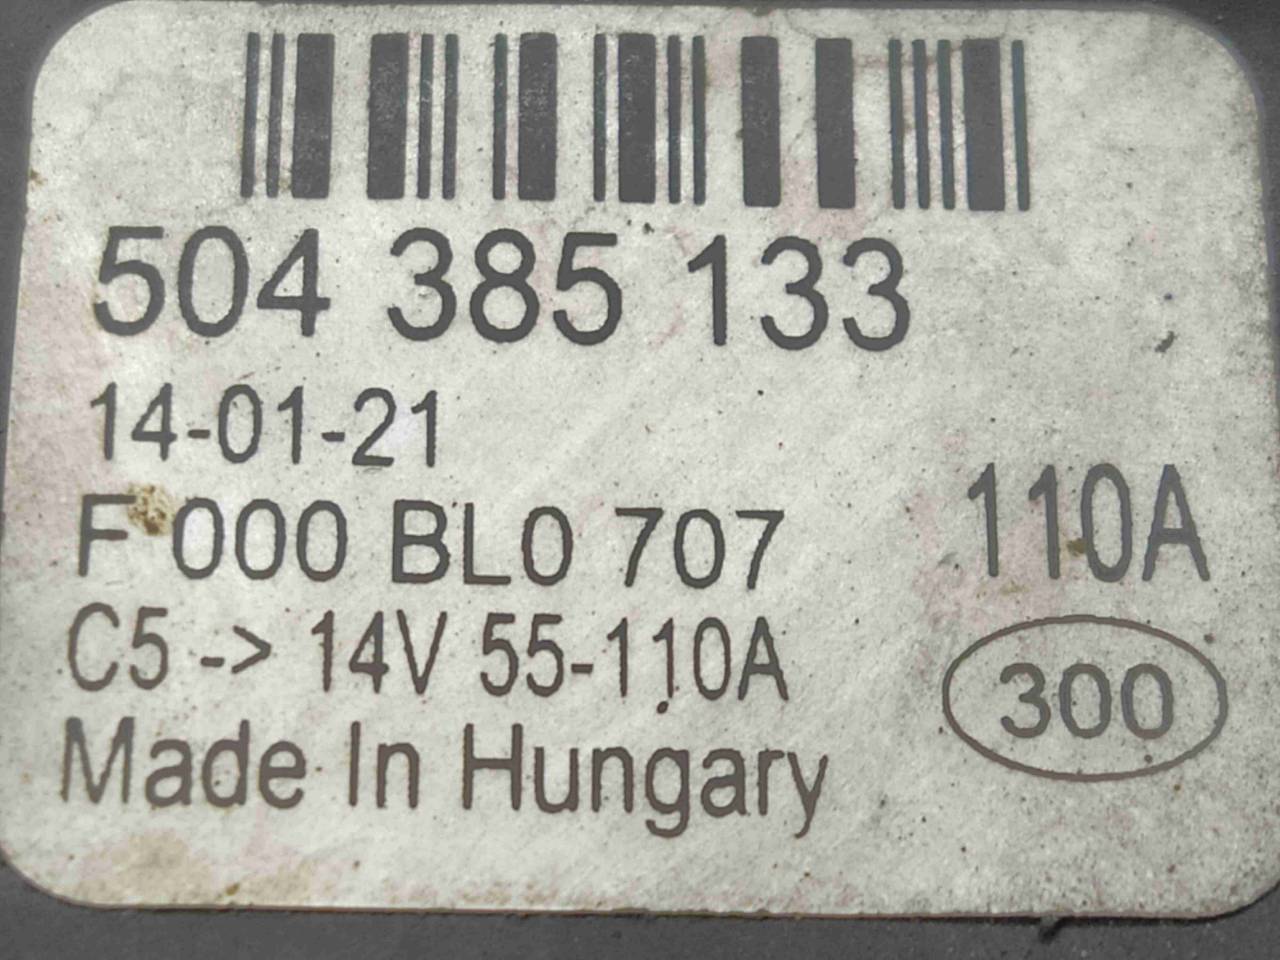 504 385 133
14-01-21
F 000 BL0 707
110A
C5 -> 14V 55-110A
300
Made In Hungary